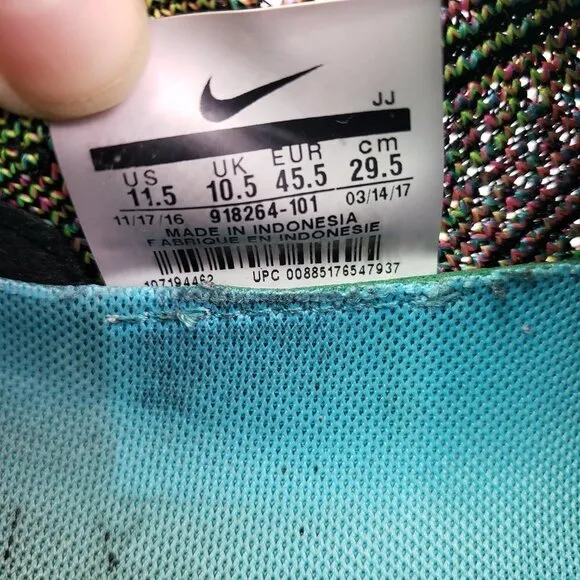 JJ
US UK EUR cm
11.5 10.5 45.5 29.5
11/17/16 918264-101 03/14/17
MADE IN INDONESIA
FABRIQUE EN INDONESIE
107194462 UPC 00885176547937